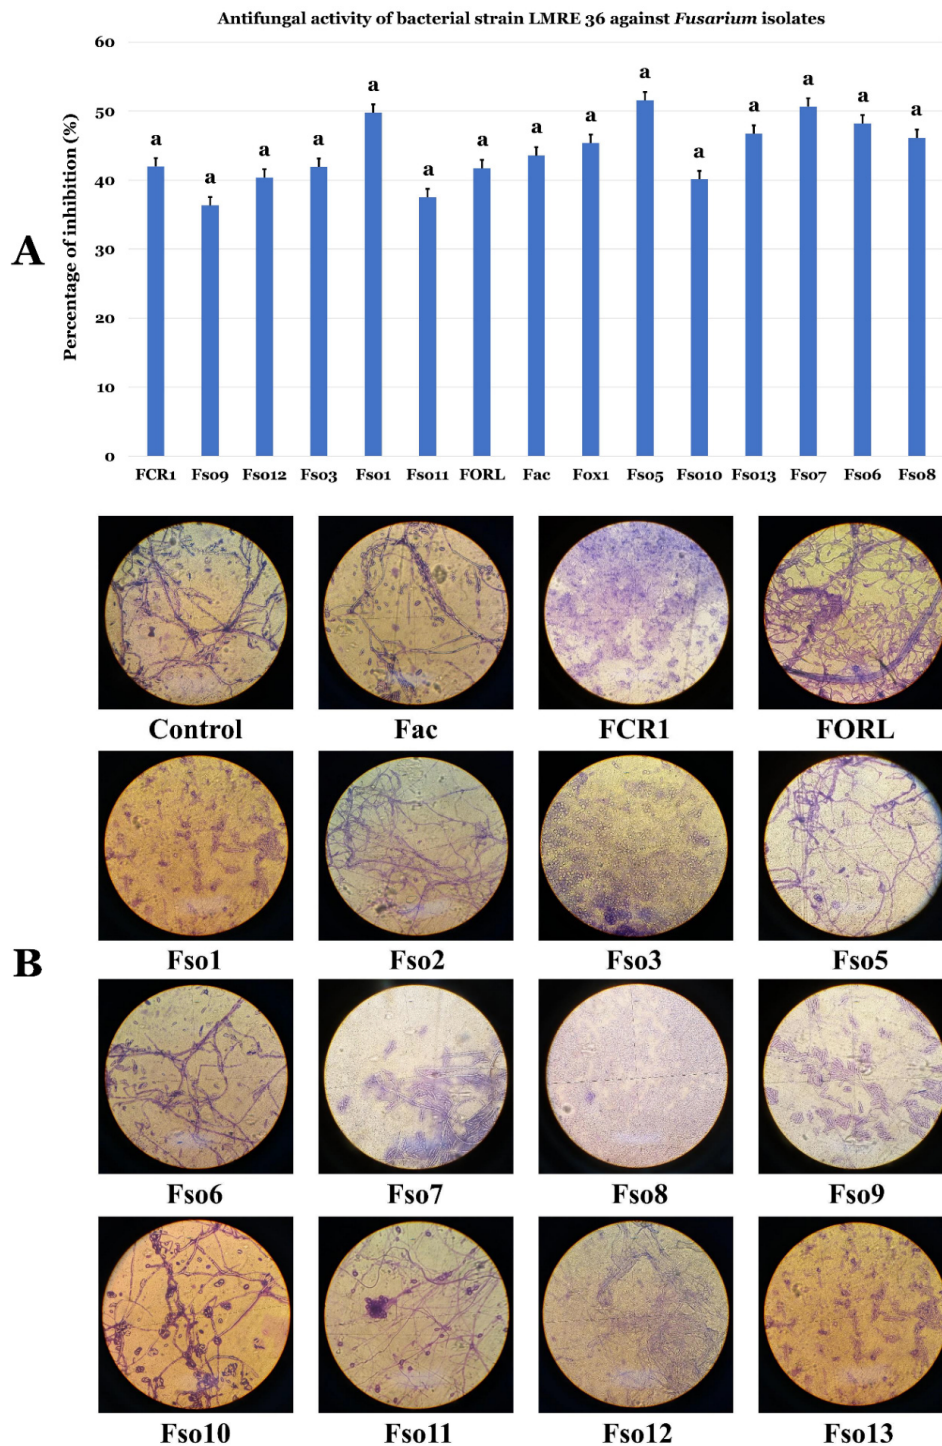 Antifungal activity of bacterial strain LMRE 36 against Fusarium isolates
A
Percentage of inhibition (%)
60
50
40
30
20
10
0
a a a a a a a a a a a a a a a
FCR1 Fso9 Fso12 Fso3 Fso1 Fso11 FORL Fac Fox1 Fso5 Fso10 Fso13 Fso7 Fso6 Fso8
B
Control Fac FCR1 FORL
Fso1 Fso2 Fso3 Fso5
Fso6 Fso7 Fso8 Fso9
Fso10 Fso11 Fso12 Fso13